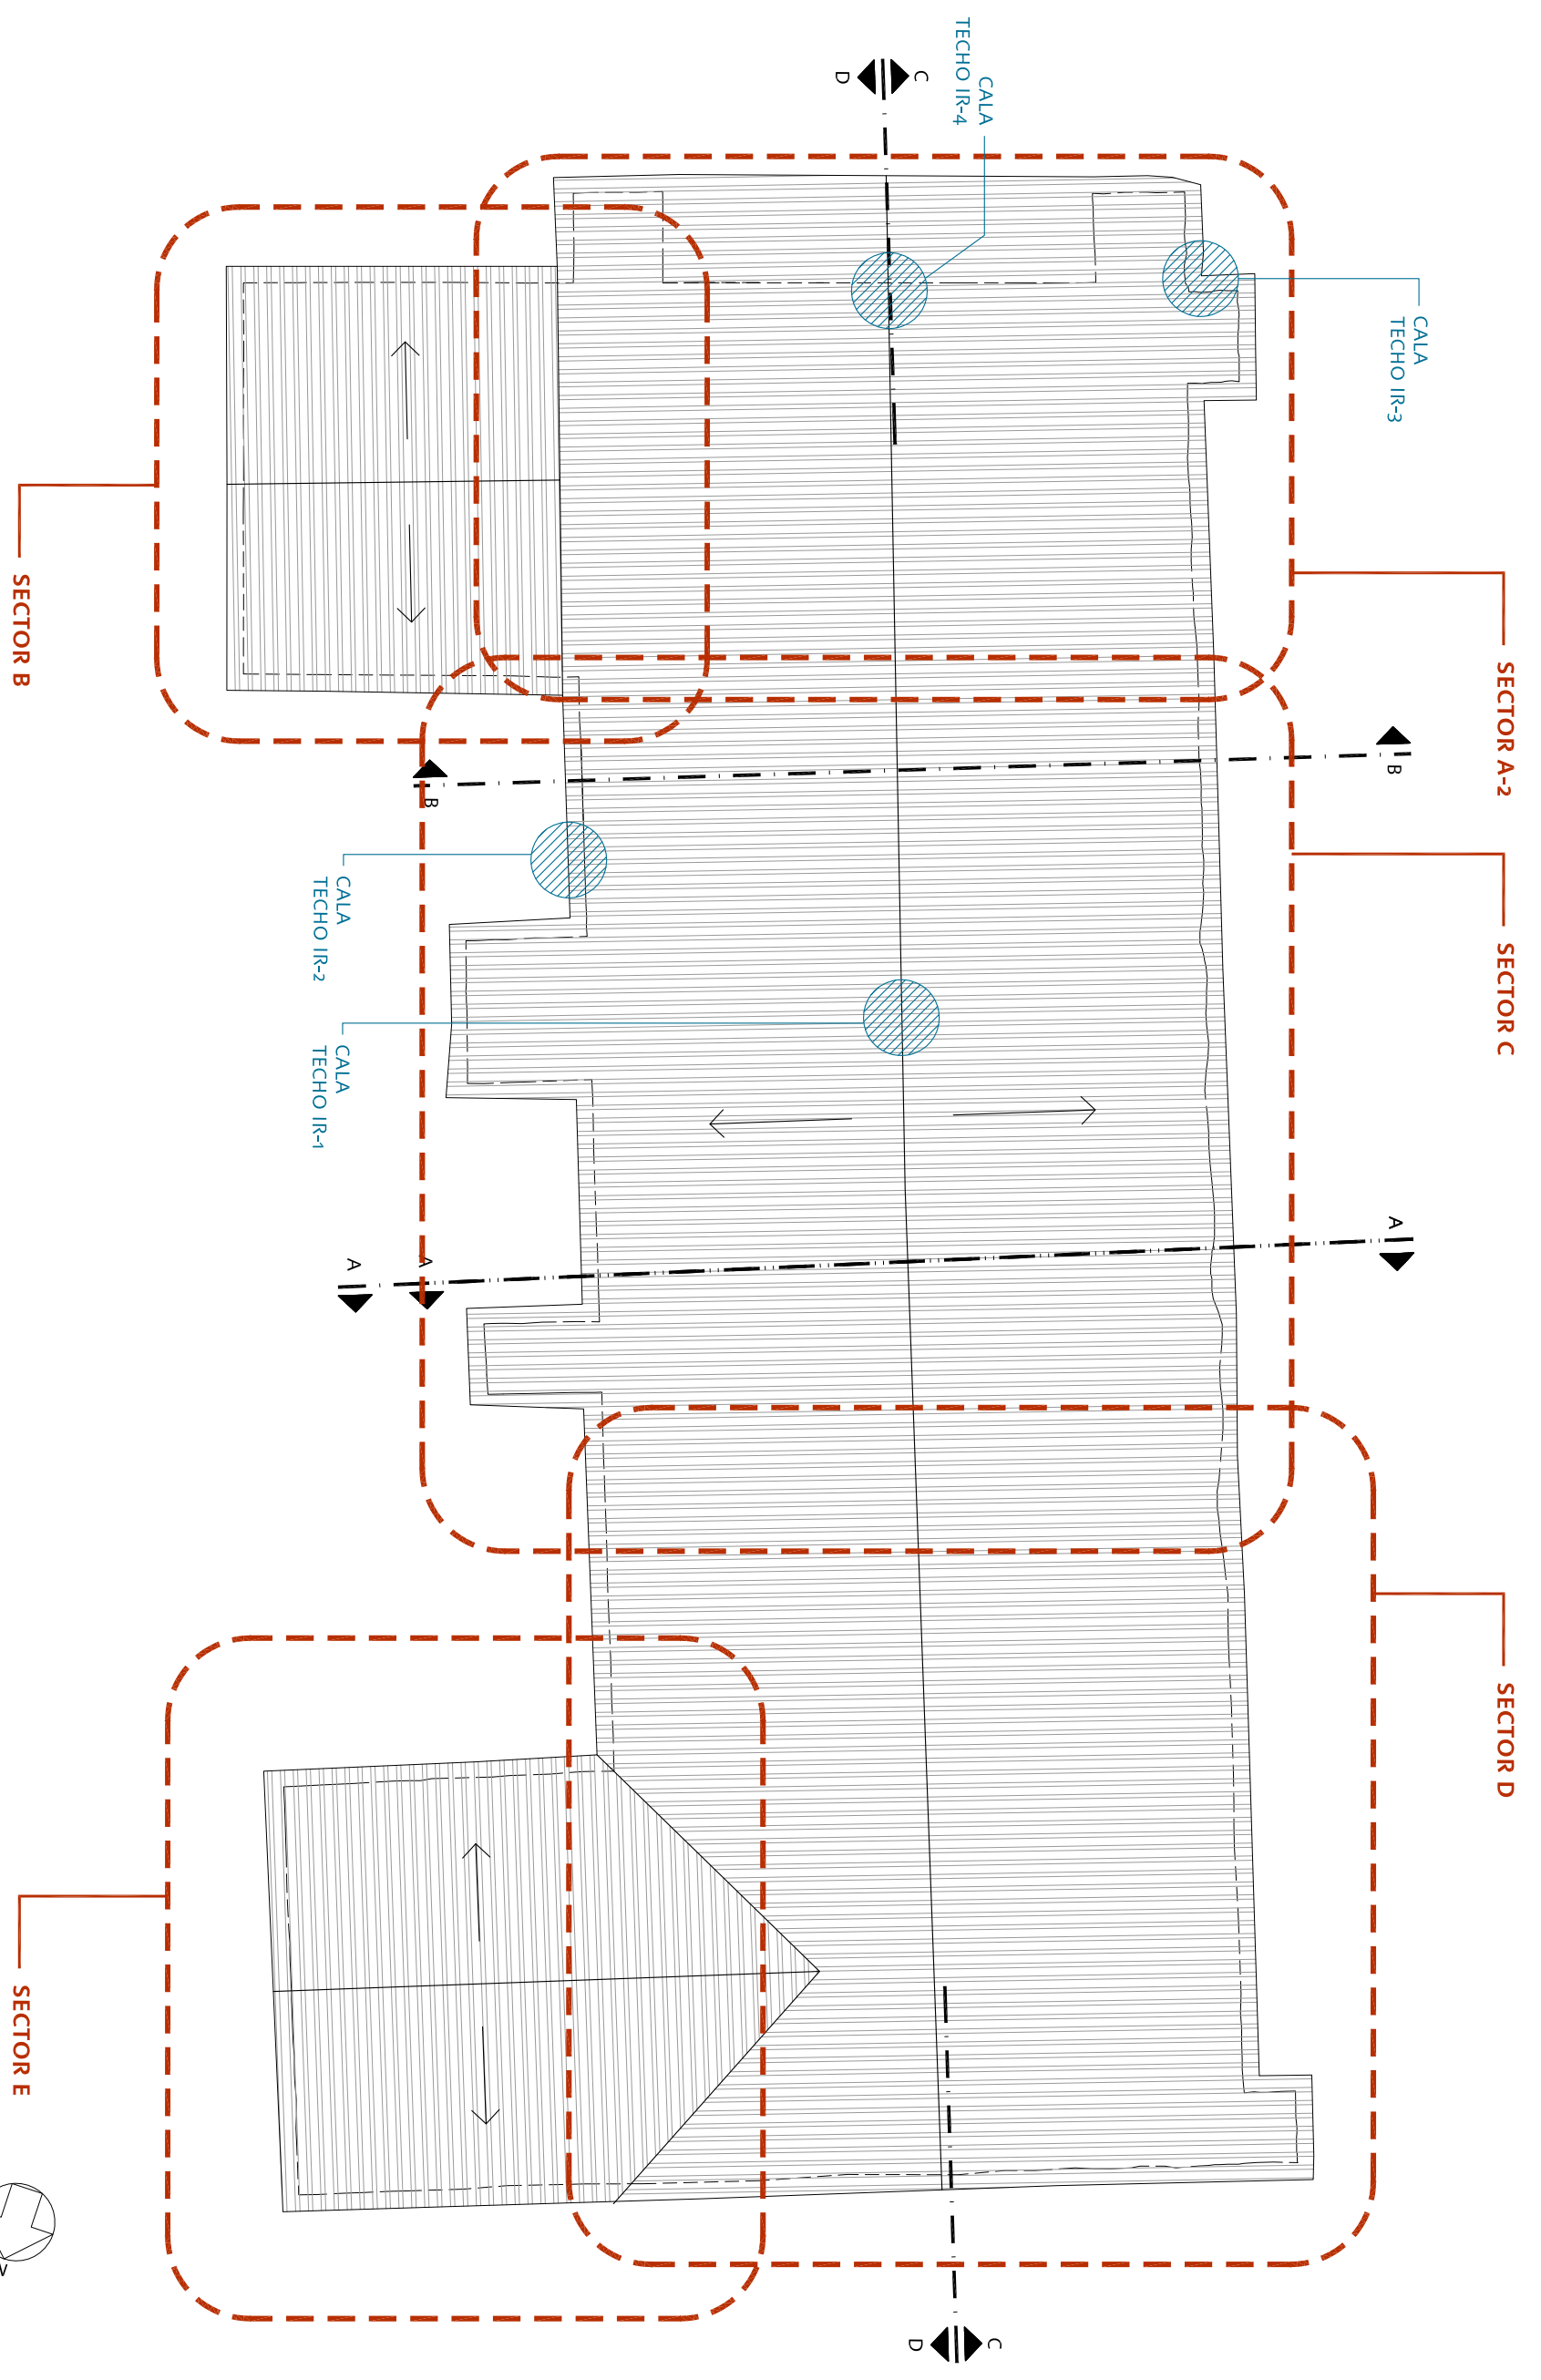 CALA
TECHO IR-4
C
D
CALA
TECHO IR-3
SECTOR B
SECTOR A-2
B
B
CALA
TECHO IR-2
SECTOR C
CALA
TECHO IR-1
A
A
A
SECTOR D
SECTOR E
C
D